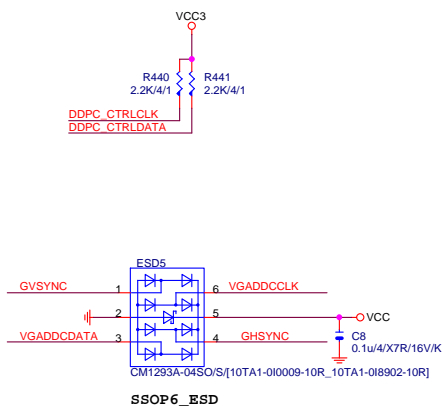 VCC3
R440
R441
2.2K/4/1
2.2K/4/1
DDPC_CTRLCLK
DDPC_CTRLDATA
ESD5
GVSYNC
1
6
VGADDCCLK
2
5
VCC
VGADDCDATA
3
4
GHSYNC
C8
0.1u/4/X7R/16V/K
CM1293A-04SO/S/[10TA1-0I0009-10R_10TA1-0I8902-10R]
SSOP6_ESD